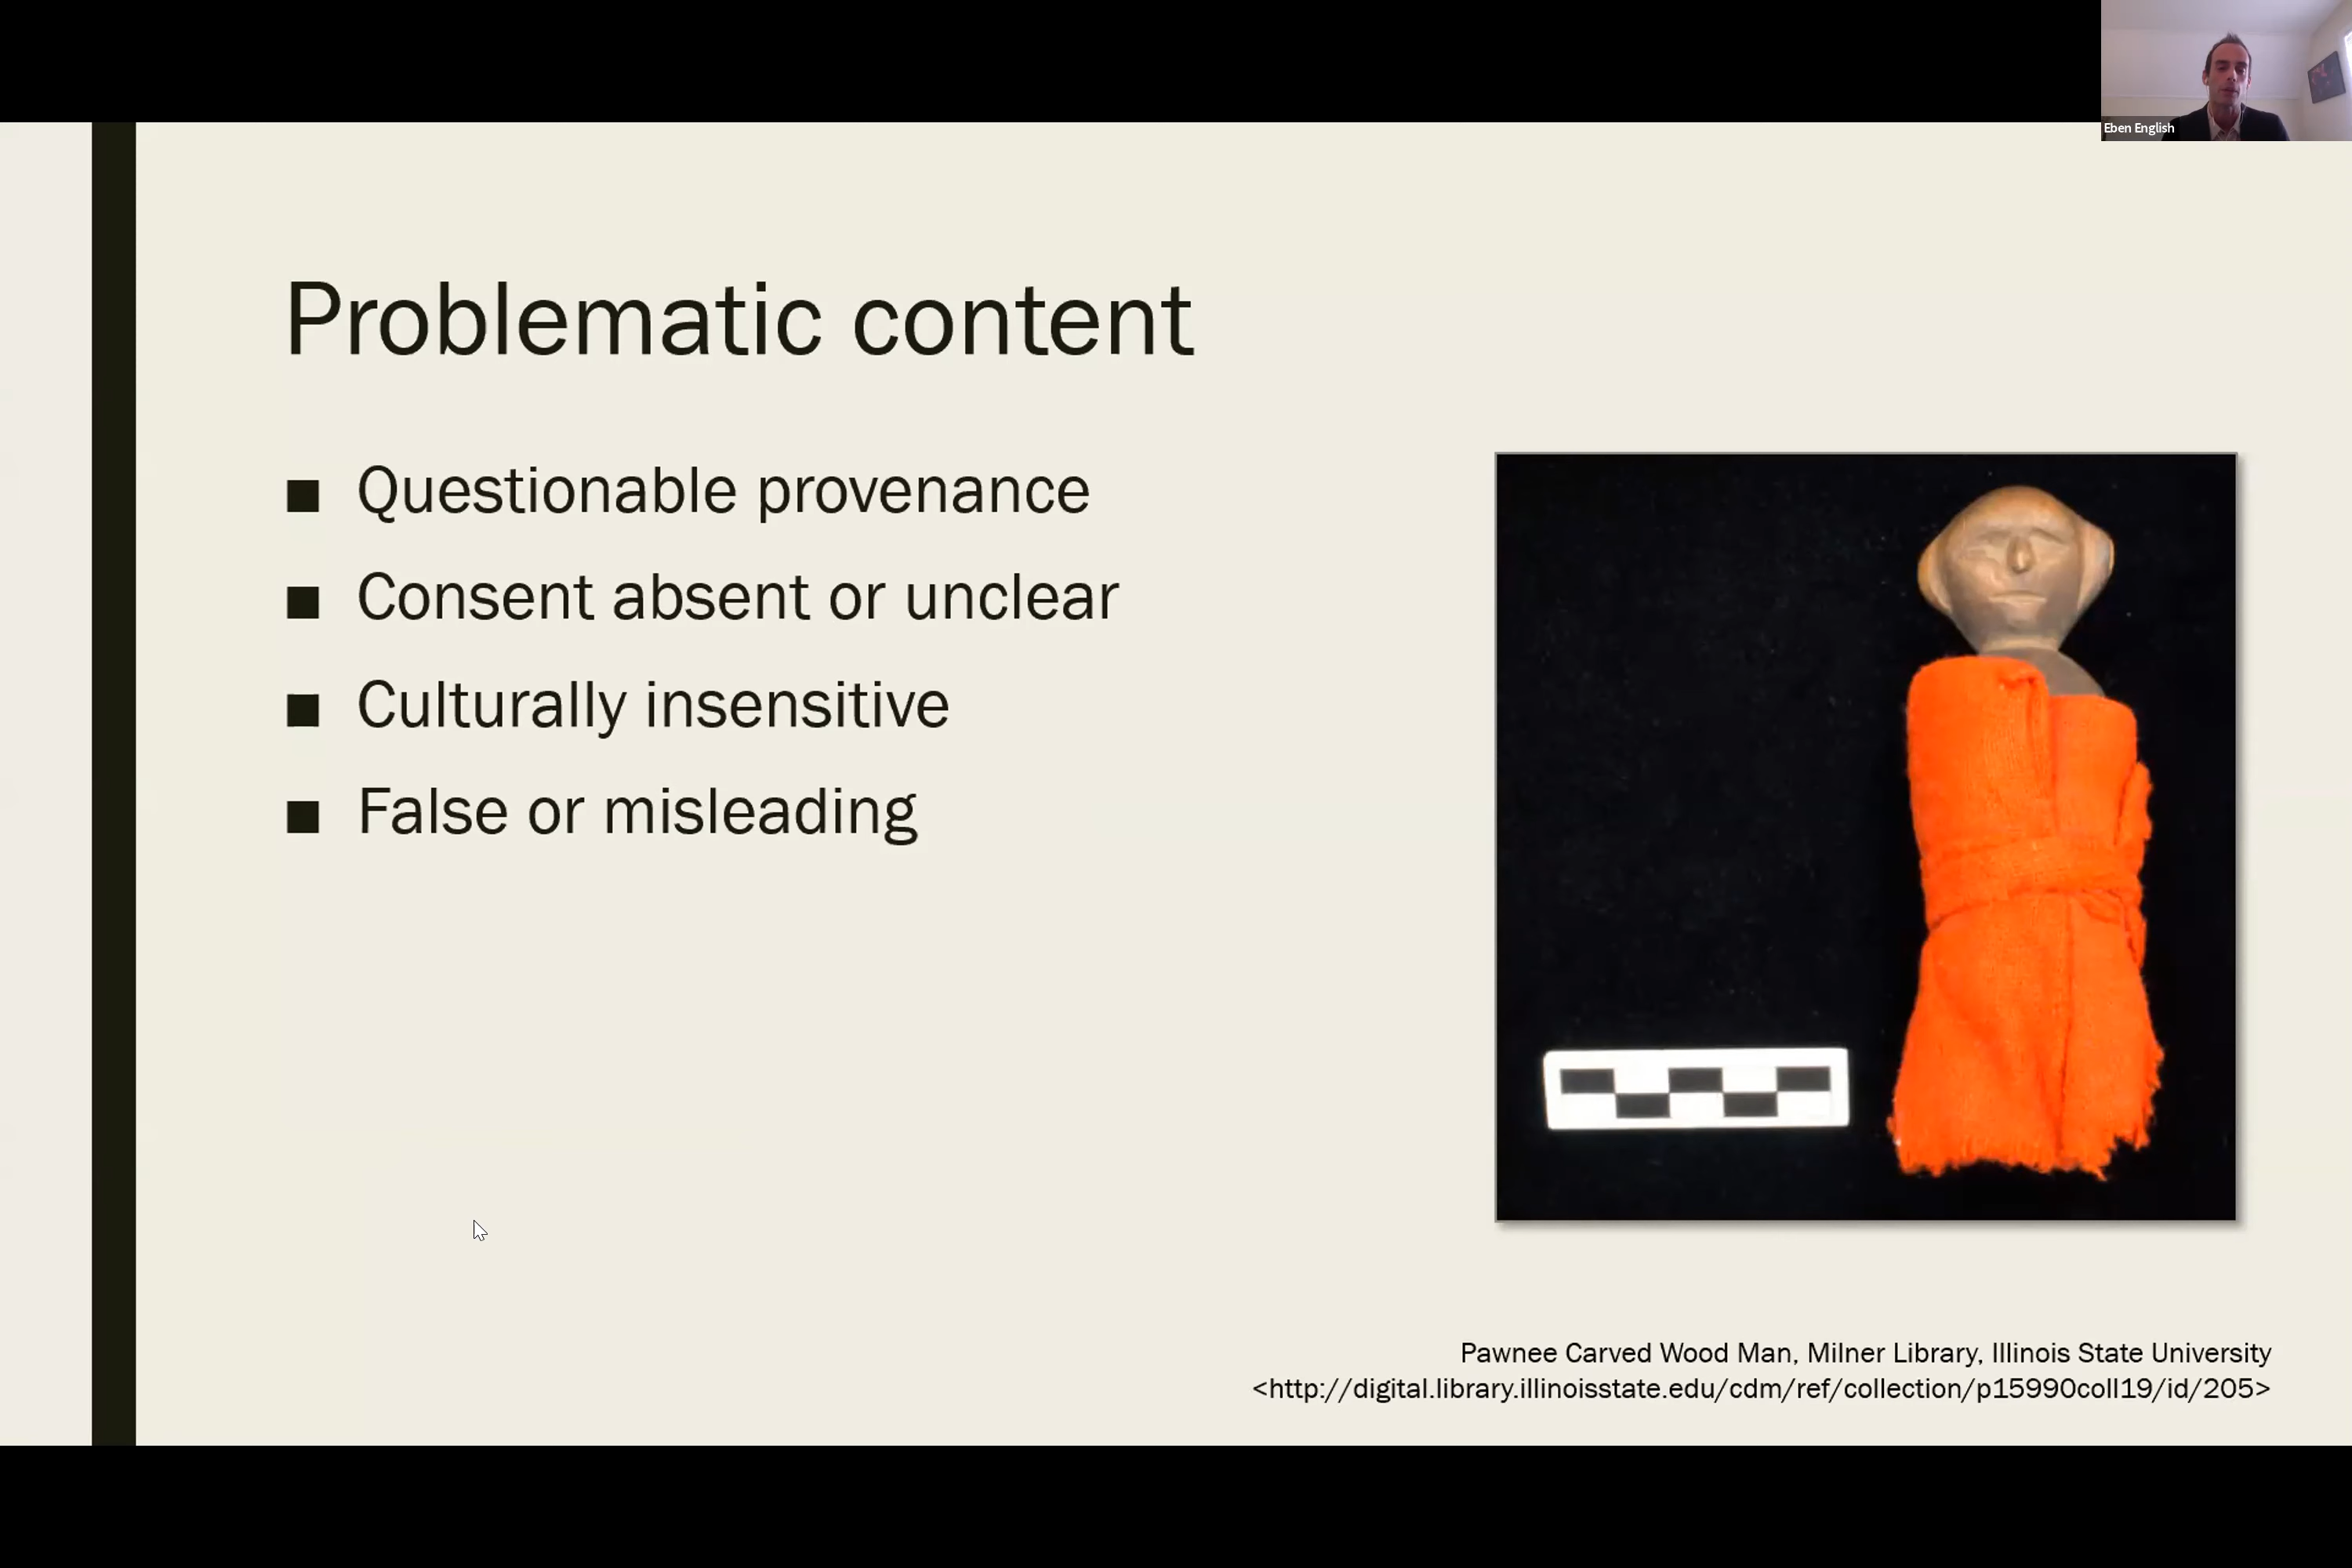 Eben English
Problematic content
Questionable provenance
Consent absent or unclear
Culturally insensitive
False or misleading
Pawnee Carved Wood Man, Milner Library, Illinois State University
<http://digital.library.illinoisstate.edu/cdm/ref/collection/p15990coll19/id/205>